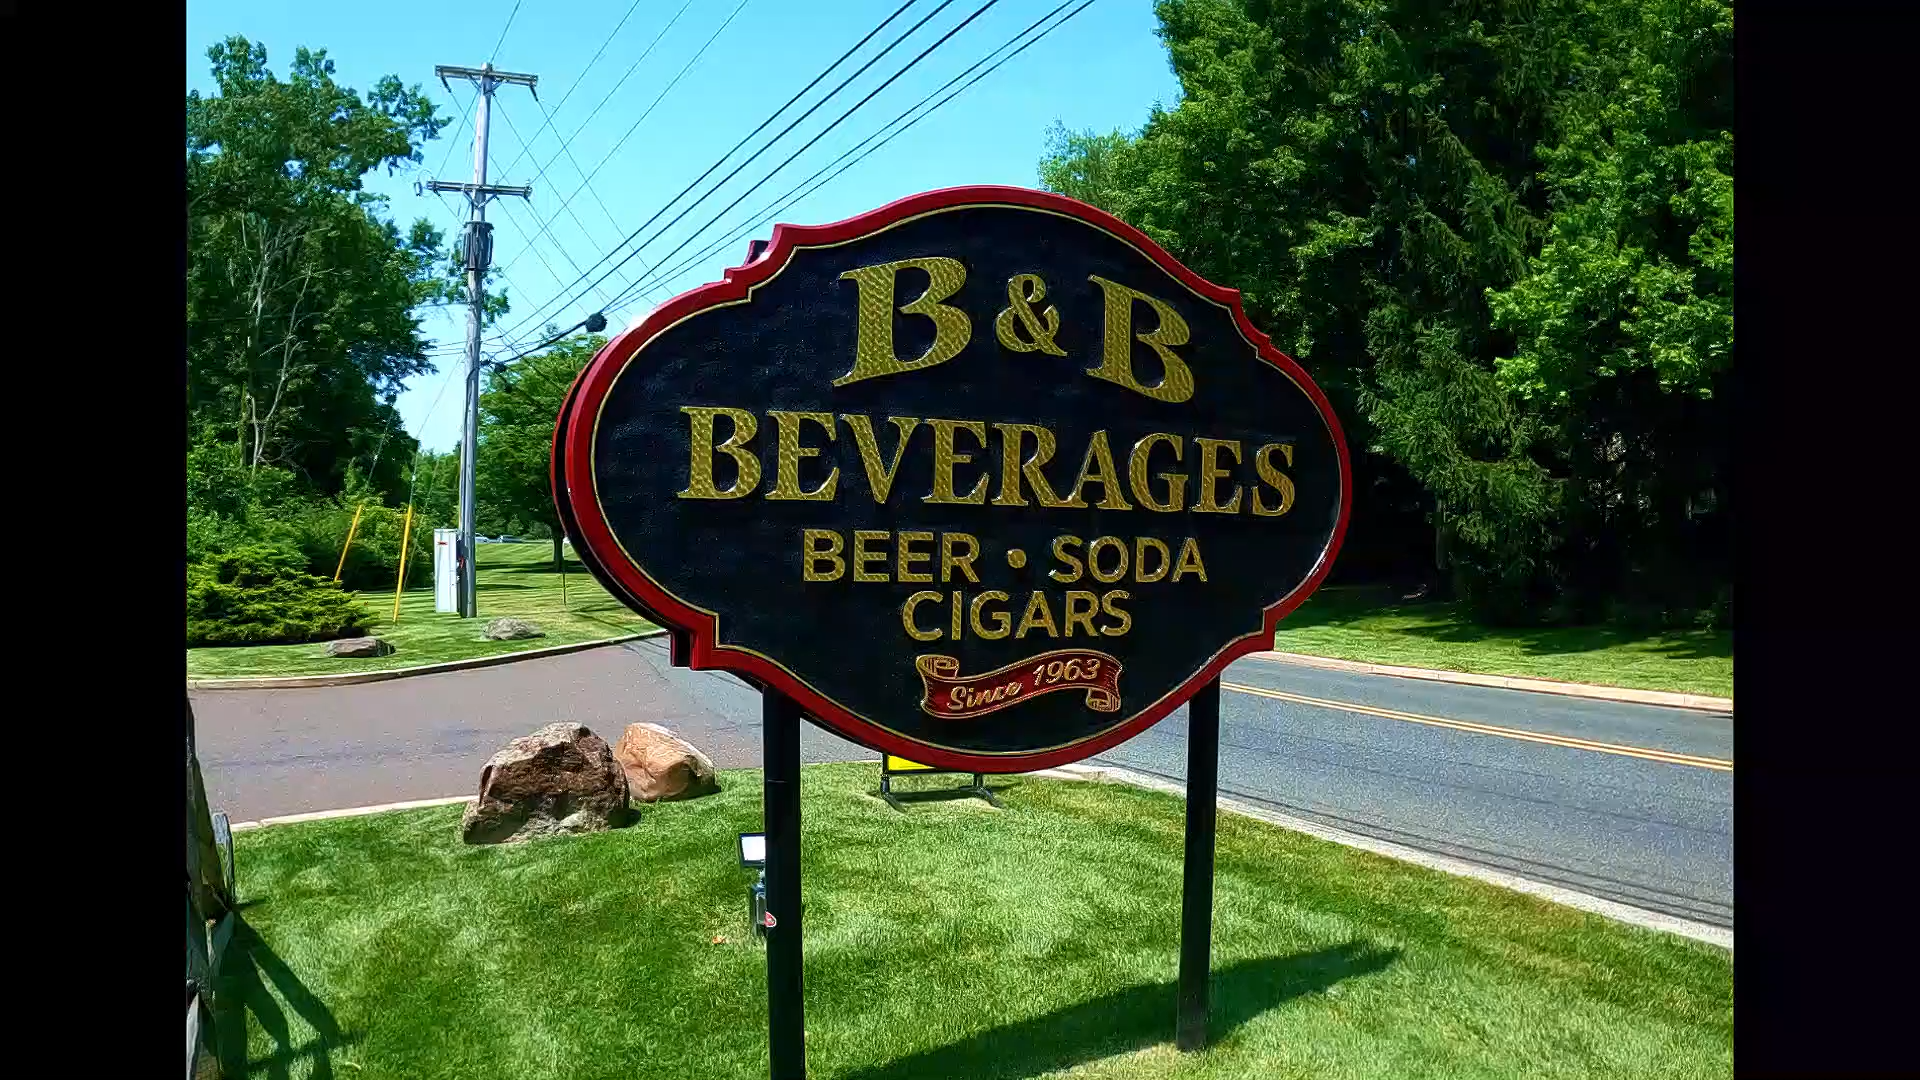 B & B
BEVERAGES
BEER • SODA
CIGARS
Since 1963